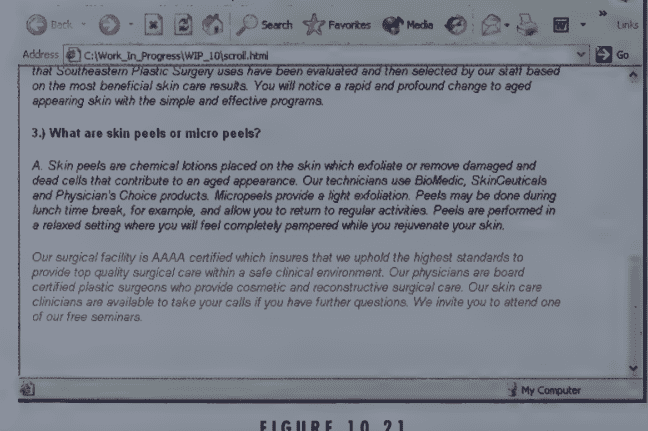 Back Search Favorites Media Links
Address C:\Work_In_Progress\WIP_10\scroll.html Go
that Southeastern Plastic Surgery uses have been evaluated and then selected by our staff based
on the most beneficial skin care results. You will notice a rapid and profound change to aged
appearing skin with the simple and effective programs.
3.) What are skin peels or micro peels?
A. Skin peels are chemical lotions placed on the skin which exfoliate or remove damaged and
dead cells that contribute to an aged appearance. Our technicians use BioMedic, SkinCeuticals
and Physician's Choice products. Micropeels provide a light exfoliation. Peels may be done during
lunch time break, for example, and allow you to return to regular activities. Peels are performed in
a relaxed setting where you will feel completely pampered while you rejuvenate your skin.
Our surgical facility is AAAA certified which insures that we uphold the highest standards to
provide top quality surgical care within a safe clinical environment. Our physicians are board
certified plastic surgeons who provide cosmetic and reconstructive surgical care. Our skin care
clinicians are available to take your calls if you have further questions. We invite you to attend one
of our free seminars.
My Computer
FIGURE 10.21